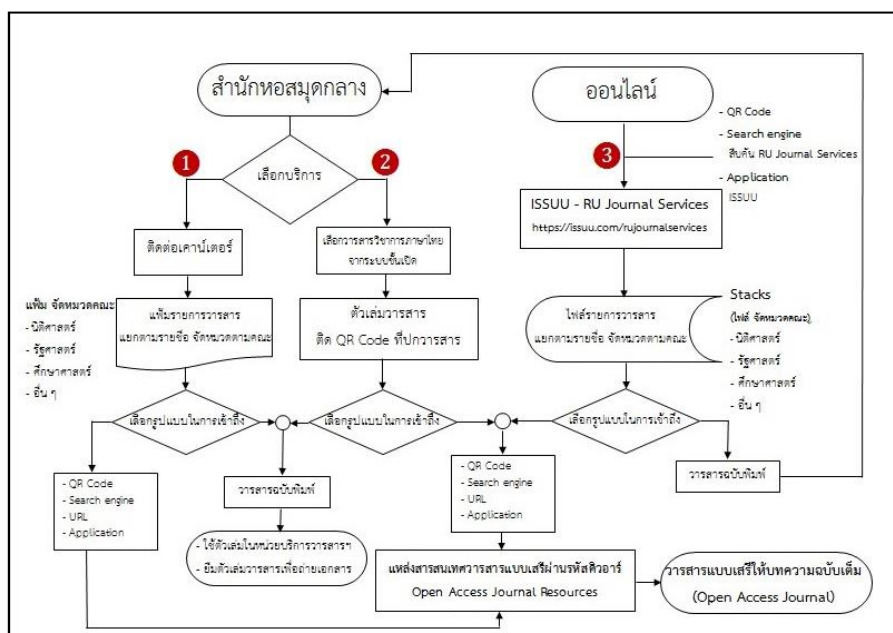 สำนักหอสมุดกลาง
ออนไลน์
- QR Code
- Search engine
สืบค้น RU Journal Services
- Application
ISSUU
1
2
3
เลือกบริการ
ISSUU - RU Journal Services
https://issuu.com/rujournalservices
ติดต่อเคาน์เตอร์
เลือกวารสารวิชาการภาษาไทย
จากระบบชั้นเปิด
แฟ้ม จัดหมวดคณะ
- นิติศาสตร์
- รัฐศาสตร์
- ศึกษาศาสตร์
- อื่น ๆ
แฟ้มรายการวารสาร
แยกตามรายชื่อ จัดหมวดตามคณะ
ตัวเล่มวารสาร
ติด QR Code ที่ปกวารสาร
ไฟล์รายการวารสาร
แยกตามรายชื่อ จัดหมวดตามคณะ
Stacks
(ไฟล์ จัดหมวดคณะ)
- นิติศาสตร์
- รัฐศาสตร์
- ศึกษาศาสตร์
- อื่น ๆ
เลือกรูปแบบในการเข้าถึง
เลือกรูปแบบในการเข้าถึง
เลือกรูปแบบในการเข้าถึง
- QR Code
- Search engine
- URL
- Application
วารสารฉบับพิมพ์
- QR Code
- Search engine
- URL
- Application
วารสารฉบับพิมพ์
- ใช้ตัวเล่มในหน่วยบริการวารสารฯ
- ยืมตัวเล่มวารสารเพื่อถ่ายเอกสาร
แหล่งสารสนเทศวารสารแบบเสรีผ่านรหัสคิวอาร์
Open Access Journal Resources
วารสารแบบเสรีให้บทความฉบับเต็ม
(Open Access Journal)